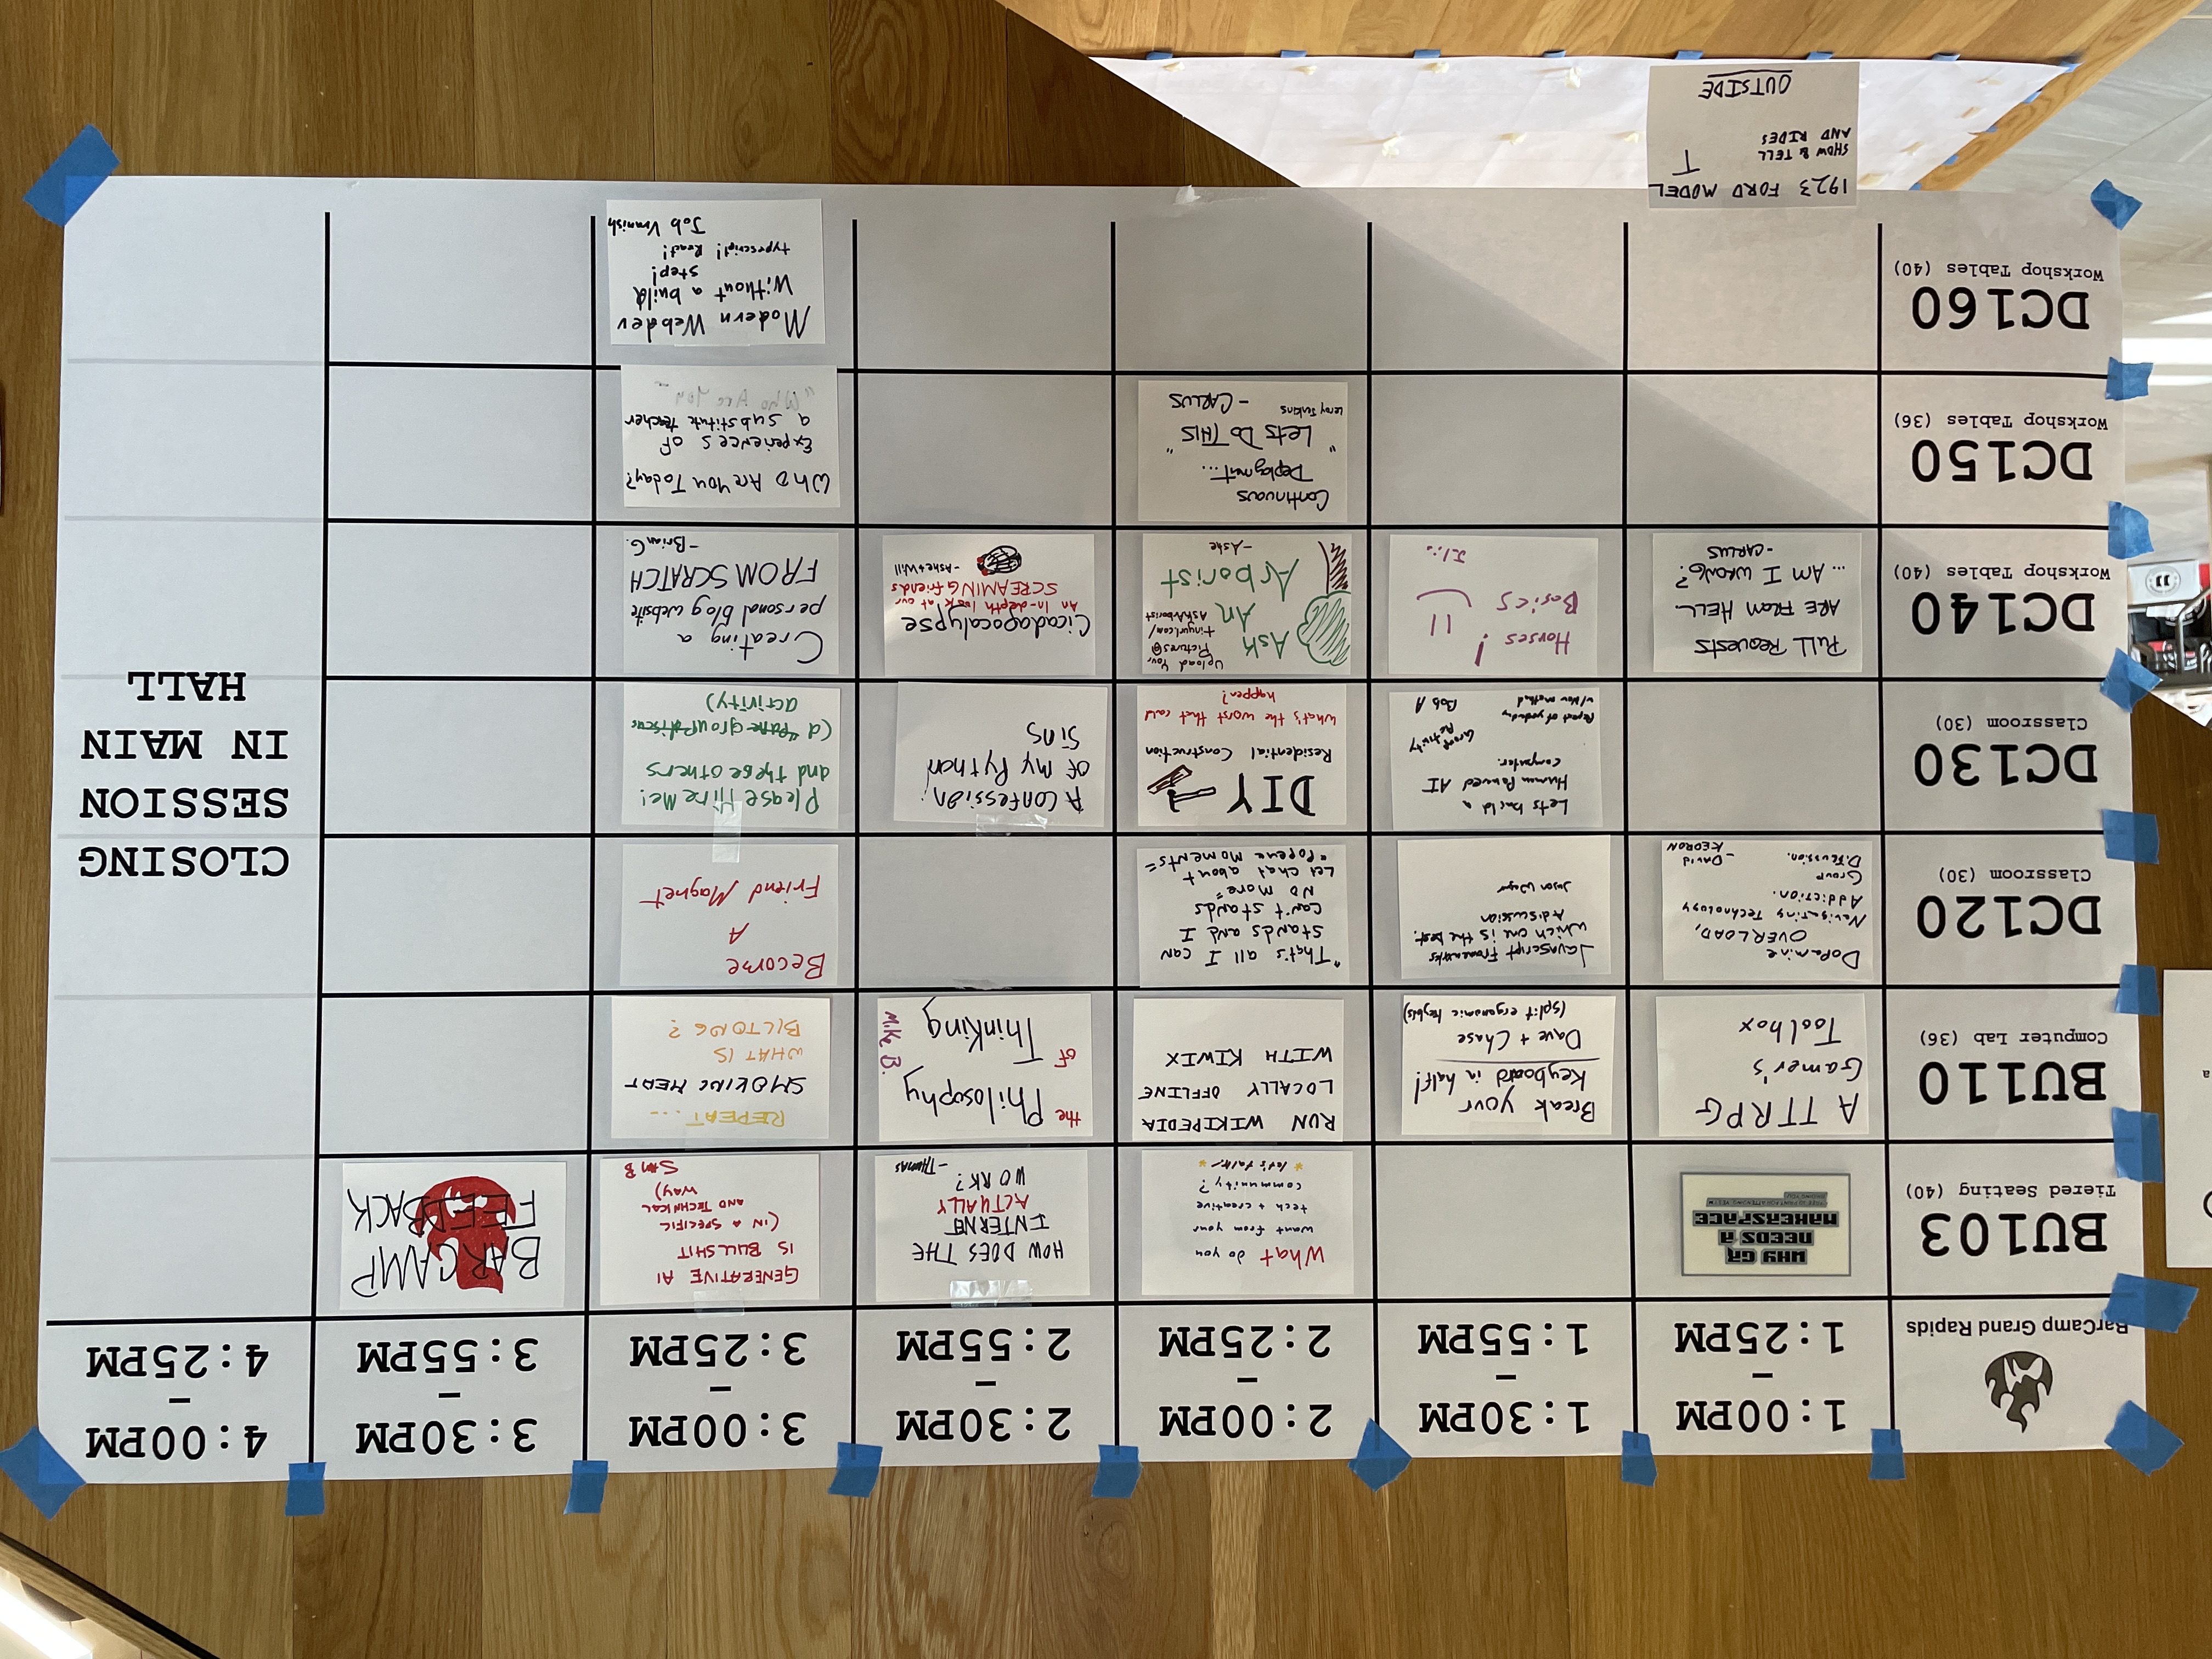 1:00PM
–
1:25PM
1:30PM
–
1:55PM
2:00PM
–
2:25PM
2:30PM
–
2:55PM
3:00PM
–
3:25PM
3:30PM
–
3:55PM
4:00PM
–
4:25PM
BarCamp Grand Rapids
BU103
Tiered Seating (40)
WHY GR
NEEDS A
MAKERSPACE
What do you
want from your
tech + creative
community?
* let's talk! *
HOW DOES THE
INTERNET
ACTUALLY
WORK?
-THOMAS
GENERATIVE AI
IS BULLSHIT
(IN A SPECIFIC
AND TECHNICAL
WAY)
Sam B
BARCAMP
FEEDBACK
BU110
Computer Lab (36)
A TTRPG
Gamer's
Toolbox
Break your
Keyboard in half!
Dave + Chase
(split ergonomic keybds)
RUN WIKIPEDIA
LOCALLY OFFLINE
WITH KIWIX
the Philosophy
of Thinking
Mike B.
REPEAT...
SMOKING MEAT
WHAT IS
BILTONG?
DC120
Classroom (30)
Dopamine
OVERLOAD,
Navigating Technology
Addiction.
Group
Discussion.
-David
KEDRON
Javascript Frameworks
which one is the best.
A discussion
Jason
"That's all I can
stands and I
can't stands
No more"
Let chat about
"Popeye Moments"
Become
A
Friend Magnet
DC130
Classroom (30)
Lets build a
Human Powered AI
computer.
Group
Activity
Repeat of yesterday
w/New method
Bob A
DIY
Residential Construction
What's the worst that could
happen?
A Confession
of my Python
Sins
Please Hire Me!
and these others
(a group
activity)
DC140
Workshop Tables (40)
PULL REQUESTS
ARE FROM HELL.
... AM I WRONG?
-CARLUS
Horses!
Basics
Ask
An
Arborist
Upload Your
Pictures@
tinyurl.com/
AskArborist
-Ashe
Cicadapocalypse
An In-depth look at our
SCREAMING friends
-Ashe+Will
Creating a
personal blog website
FROM SCRATCH
-Brian G.
DC150
Workshop Tables (36)
Continuous
Deployment...
"Lets Do THIS"
Leroy Jenkins
- CARLUS
Who Are You Today?
Experiences of
a substitute teacher
"Who Are You
DC160
Workshop Tables (40)
Modern Webdev
Without a build
step!
typescript! React!
Job Vranish
CLOSING
SESSION
IN MAIN
HALL
1923 FORD MODEL
T
SHOW & TELL
AND RIDES
OUTSIDE